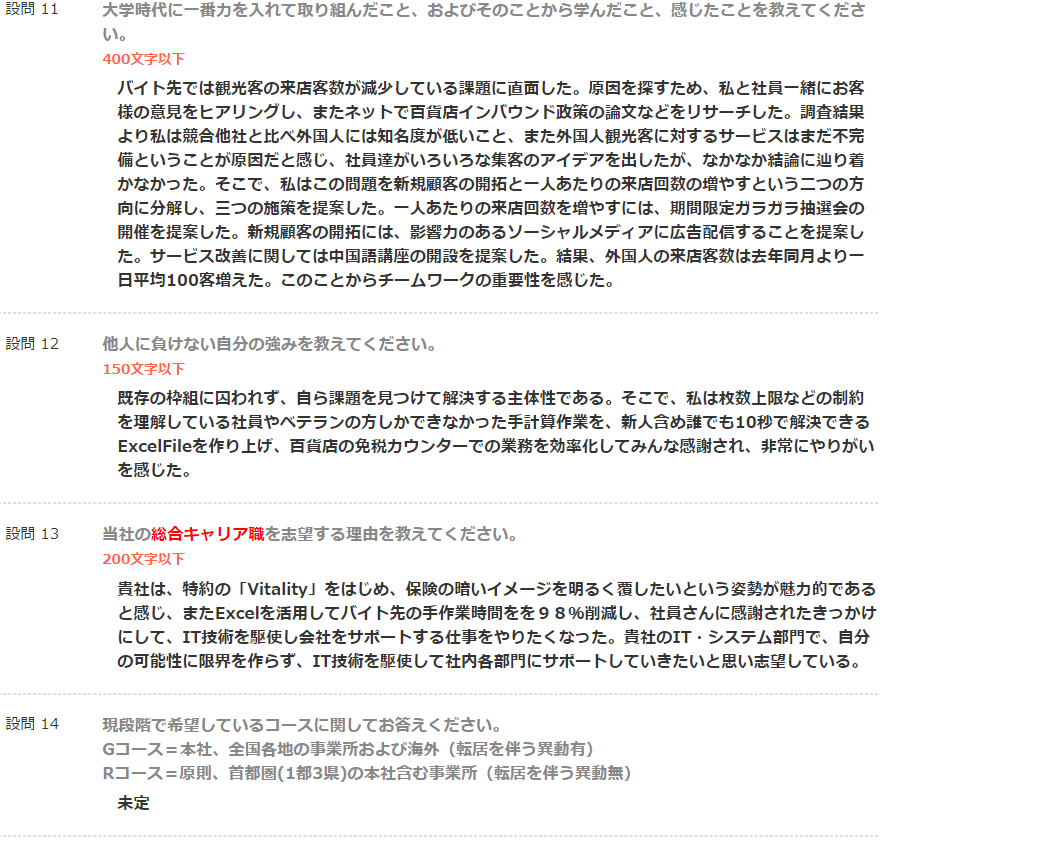 設問 11
大学時代に一番力を入れて取り組んだこと、およびそのことから学んだこと、感じたことを教えてくださ
い。
400文字以下
バイト先では観光客の来店客数が減少している課題に直面した。原因を探すため、私と社員一緒にお客
様の意見をヒアリングし、またネットで百貨店インバウンド政策の論文などをリサーチした。調査結果
より私は競合他社と比べ外国人には知名度が低いこと、また外国人観光客に対するサービスはまだ不完
備ということが原因だと感じ、社員達がいろいろな集客のアイデアを出したが、なかなか結論に辿り着
かなかった。そこで、私はこの問題を新規顧客の開拓と一人あたりの来店回数の増やすという二つの方
向に分解し、三つの施策を提案した。一人あたりの来店回数を増やすには、期間限定ガラガラ抽選会の
開催を提案した。新規顧客の開拓には、影響力のあるソーシャルメディアに広告配信することを提案し
た。サービス改善に関しては中国語講座の開設を提案した。結果、外国人の来店客数は去年同月より一
日平均100客増えた。このことからチームワークの重要性を感じた。
設問 12
他人に負けない自分の強みを教えてください。
150文字以下
既存の枠組に囚われず、自ら課題を見つけて解決する主体性である。そこで、私は枚数上限などの制約
を理解している社員やベテランの方しかできなかった手計算作業を、新人含め誰でも10秒で解決できる
ExcelFileを作り上げ、百貨店の免税カウンターでの業務を効率化してみんな感謝され、非常にやりがい
を感じた。
設問 13
当社の総合キャリア職を志望する理由を教えてください。
200文字以下
貴社は、特約の「Vitality」をはじめ、保険の暗いイメージを明るく覆したいという姿勢が魅力的である
と感じ、またExcelを活用してバイト先の手作業時間をを９８％削減し、社員さんに感謝されたきっかけ
にして、IT技術を駆使し会社をサポートする仕事をやりたくなった。貴社のIT・システム部門で、自分
の可能性に限界を作らず、IT技術を駆使して社内各部門にサポートしていきたいと思い志望している。
設問 14
現段階で希望しているコースに関してお答えください。
Gコース＝本社、全国各地の事業所および海外（転居を伴う異動有）
Rコース＝原則、首都圏(1都3県)の本社含む事業所（転居を伴う異動無）
未定